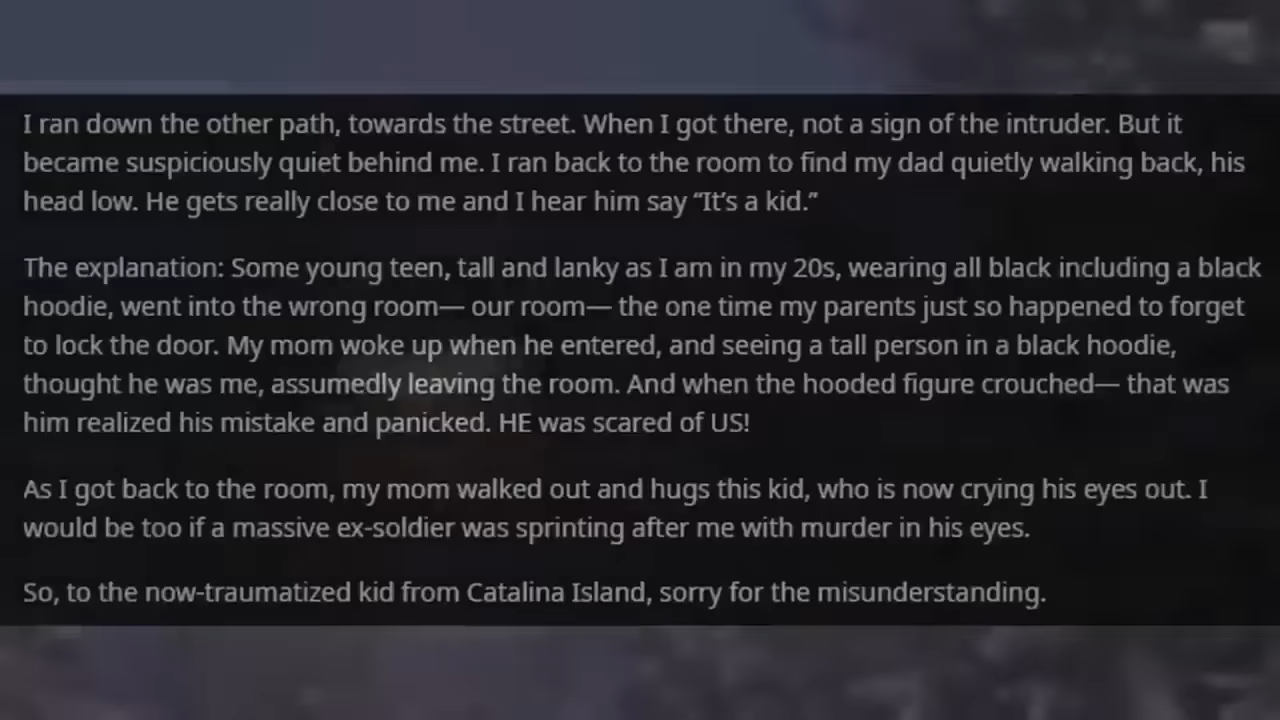 I ran down the other path, towards the street. When I got there, not a sign of the intruder. But it
became suspiciously quiet behind me. I ran back to the room to find my dad quietly walking back, his
head low. He gets really close to me and I hear him say “It’s a kid.”
The explanation: Some young teen, tall and lanky as I am in my 20s, wearing all black including a black
hoodie, went into the wrong room— our room— the one time my parents just so happened to forget
to lock the door. My mom woke up when he entered, and seeing a tall person in a black hoodie,
thought he was me, assumedly leaving the room. And when the hooded figure crouched— that was
him realized his mistake and panicked. HE was scared of US!
As I got back to the room, my mom walked out and hugs this kid, who is now crying his eyes out. I
would be too if a massive ex-soldier was sprinting after me with murder in his eyes.
So, to the now-traumatized kid from Catalina Island, sorry for the misunderstanding.